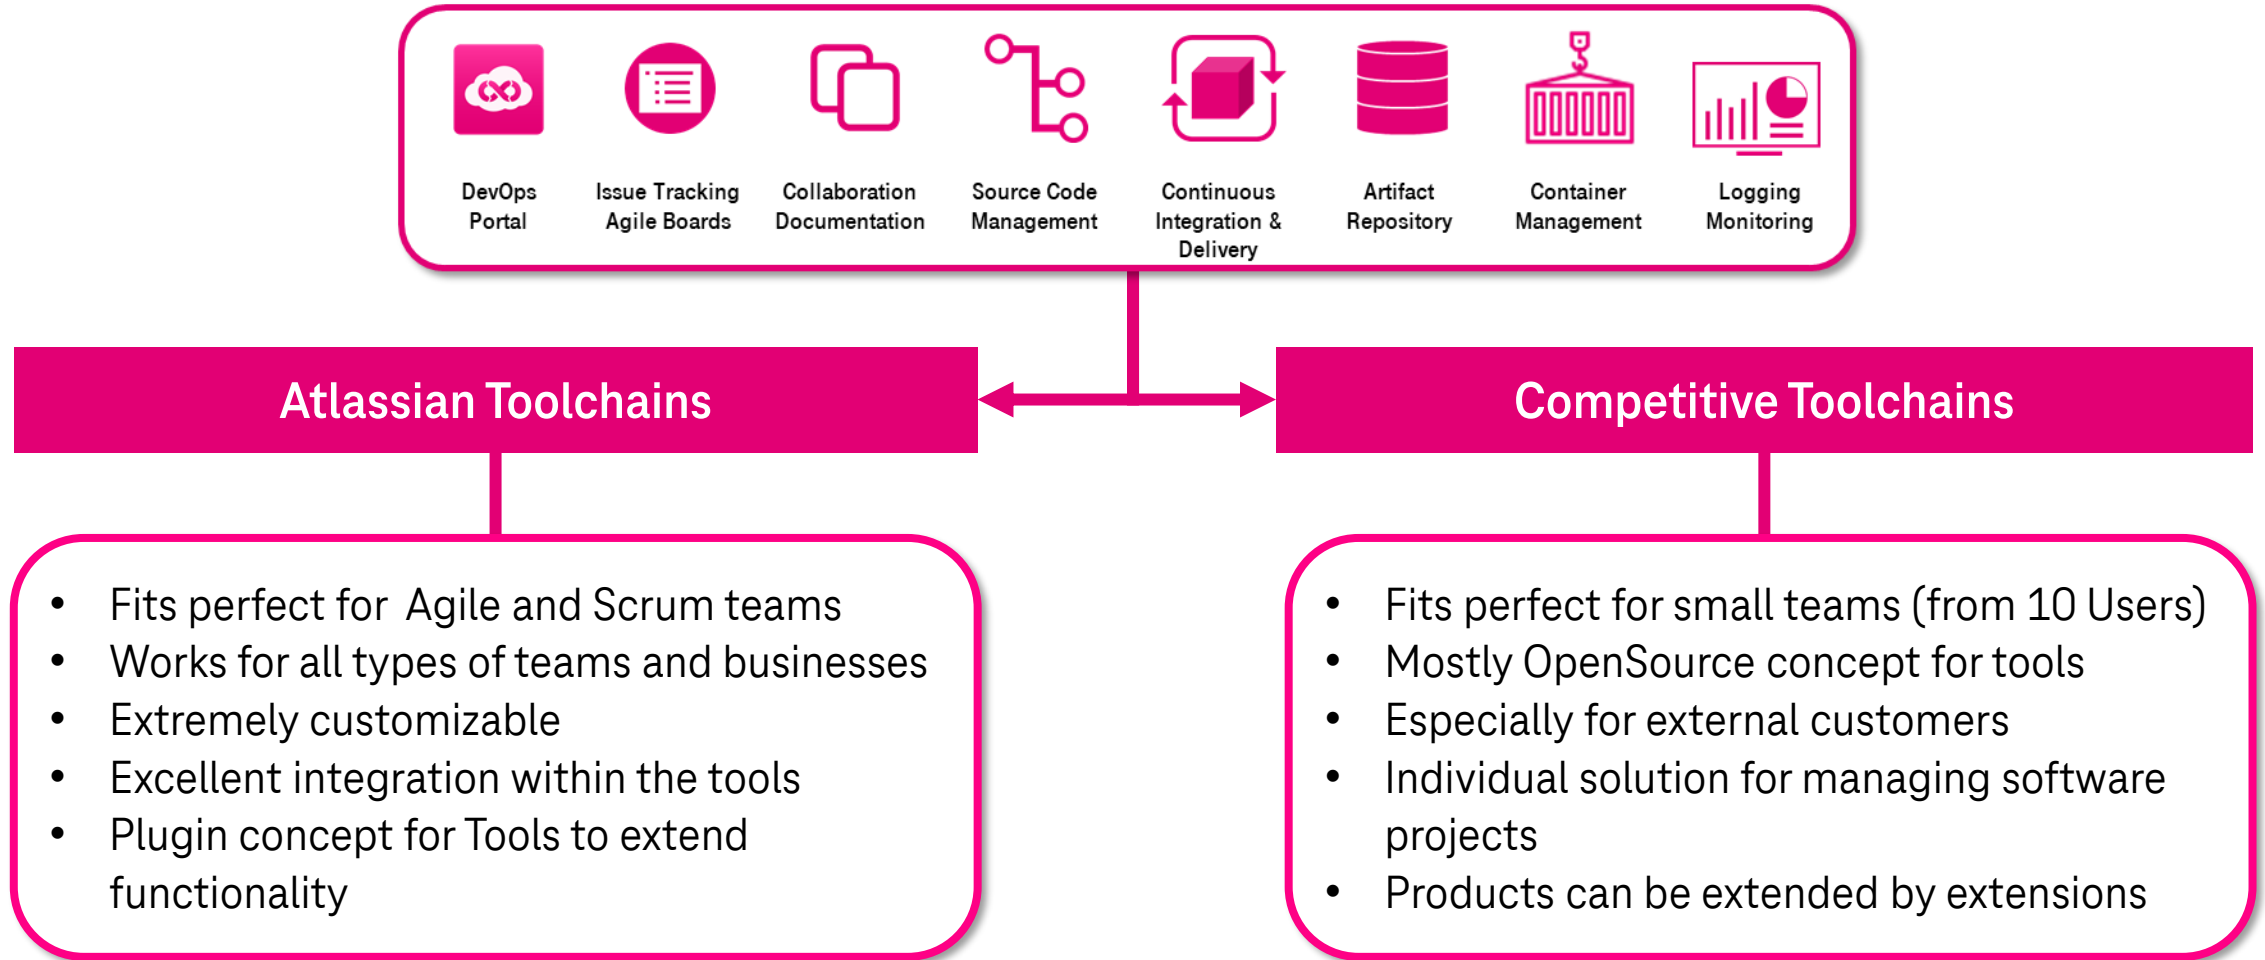 DevOps
Portal
Issue Tracking
Agile Boards
Collaboration
Documentation
Source Code
Management
Continuous
Integration &
Delivery
Artifact
Repository
Container
Management
Logging
Monitoring
Atlassian Toolchains
Competitive Toolchains
• Fits perfect for Agile and Scrum teams
• Works for all types of teams and businesses
• Extremely customizable
• Excellent integration within the tools
• Plugin concept for Tools to extend
functionality
• Fits perfect for small teams (from 10 Users)
• Mostly OpenSource concept for tools
• Especially for external customers
• Individual solution for managing software
projects
• Products can be extended by extensions